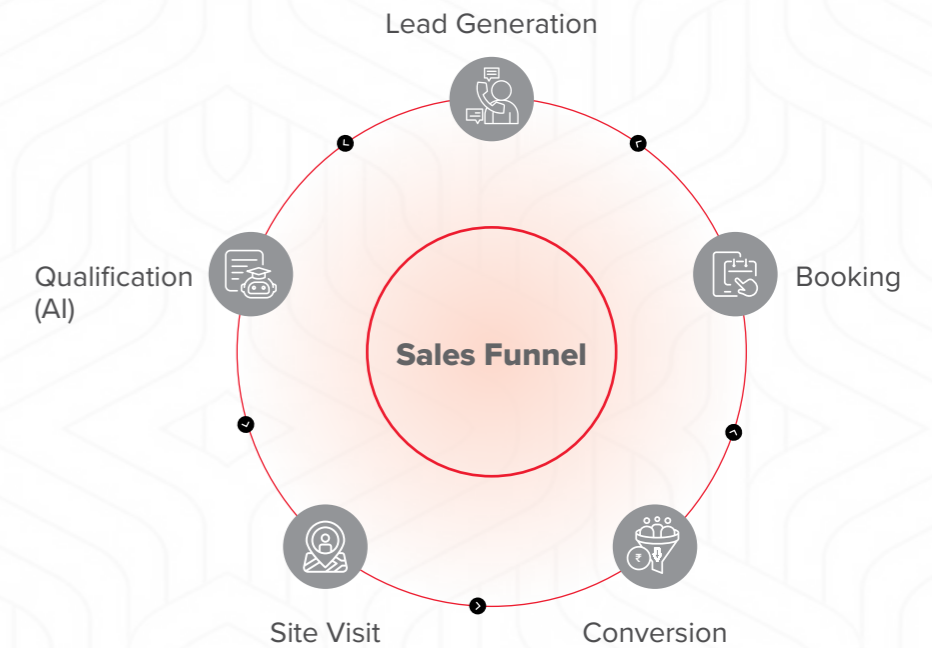 Lead Generation
Qualification
(AI)
Booking
Sales Funnel
₹
Site Visit
Conversion